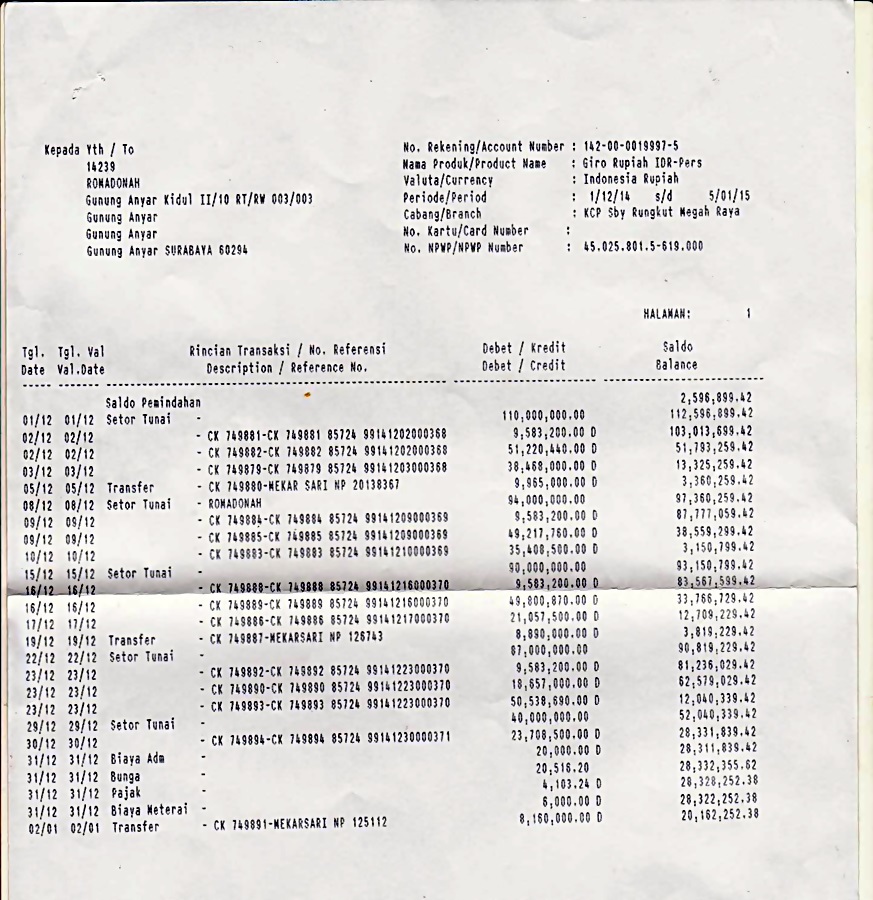 Kepada Yth / To
14239
ROMADONAH
Gunung Anyar Kidul II/10 RT/RW 003/003
Gunung Anyar
Gunung Anyar
Gunung Anyar SURABAYA 60294
No. Rekening/Account Number : 142-00-0019997-5
Nama Produk/Product Name : Giro Rupiah IDR-Pers
Valuta/Currency : Indonesia Rupiah
Periode/Period : 1/12/14 s/d 5/01/15
Cabang/Branch : KCP Sby Rungkut Megah Raya
No. Kartu/Card Number :
No. NPWP/NPWP Number : 45.025.801.5-619.000
HALAMAN: 1
Tgl. Tgl. Val Rincian Transaksi / No. Referensi Debet / Kredit Saldo
Date Val.Date Description / Reference No. Debet / Credit Balance
Saldo Pemindahan 2,596,899.42
01/12 01/12 Setor Tunai - 110,000,000.00 112,596,899.42
02/12 02/12 - CK 749881-CK 749881 85724 99141202000368 9,583,200.00 D 103,013,699.42
02/12 02/12 - CK 749882-CK 749882 85724 99141202000368 51,220,440.00 D 51,793,259.42
03/12 03/12 - CK 749879-CK 749879 85724 99141203000368 38,468,000.00 D 13,325,259.42
05/12 05/12 Transfer - CK 749880-MEKAR SARI NP 20138367 9,965,000.00 D 3,360,259.42
08/12 08/12 Setor Tunai - ROMADONAH 94,000,000.00 97,360,259.42
09/12 09/12 - CK 749884-CK 749884 85724 99141209000369 9,583,200.00 D 87,777,059.42
09/12 09/12 - CK 749885-CK 749885 85724 99141209000369 49,217,760.00 D 38,559,299.42
10/12 10/12 - CK 749883-CK 749883 85724 99141210000369 35,408,500.00 D 3,150,799.42
15/12 15/12 Setor Tunai - 90,000,000.00 93,150,799.42
16/12 16/12 - CK 749888-CK 749888 85724 99141216000370 9,583,200.00 D 83,567,599.42
16/12 16/12 - CK 749889-CK 749889 85724 99141216000370 49,800,870.00 D 33,766,729.42
17/12 17/12 - CK 749886-CK 749886 85724 99141217000370 21,057,500.00 D 12,709,229.42
19/12 19/12 Transfer - CK 749887-MEKARSARI NP 126743 8,890,000.00 D 3,819,229.42
22/12 22/12 Setor Tunai - 87,000,000.00 90,819,229.42
23/12 23/12 - CK 749892-CK 749892 85724 99141223000370 9,583,200.00 D 81,236,029.42
23/12 23/12 - CK 749890-CK 749890 85724 99141223000370 18,657,000.00 D 62,579,029.42
23/12 23/12 - CK 749893-CK 749893 85724 99141223000370 50,538,690.00 D 12,040,339.42
29/12 29/12 Setor Tunai - 40,000,000.00 52,040,339.42
30/12 30/12 - CK 749894-CK 749894 85724 99141230000371 23,708,500.00 D 28,331,839.42
31/12 31/12 Biaya Adm - 20,000.00 D 28,311,839.42
31/12 31/12 Bunga - 20,516.20 28,332,355.62
31/12 31/12 Pajak - 4,103.24 D 28,328,252.38
31/12 31/12 Biaya Meterai - 6,000.00 D 28,322,252.38
02/01 02/01 Transfer - CK 749891-MEKARSARI NP 125112 8,160,000.00 D 20,162,252.38